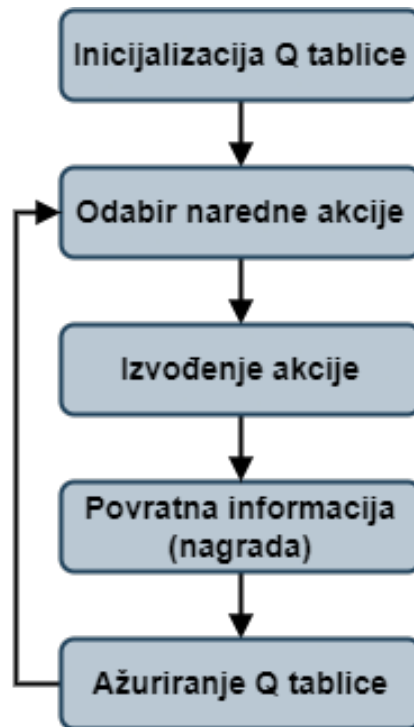 Inicijalizacija Q tablice
Odabir naredne akcije
Izvođenje akcije
Povratna informacija
(nagrada)
Ažuriranje Q tablice